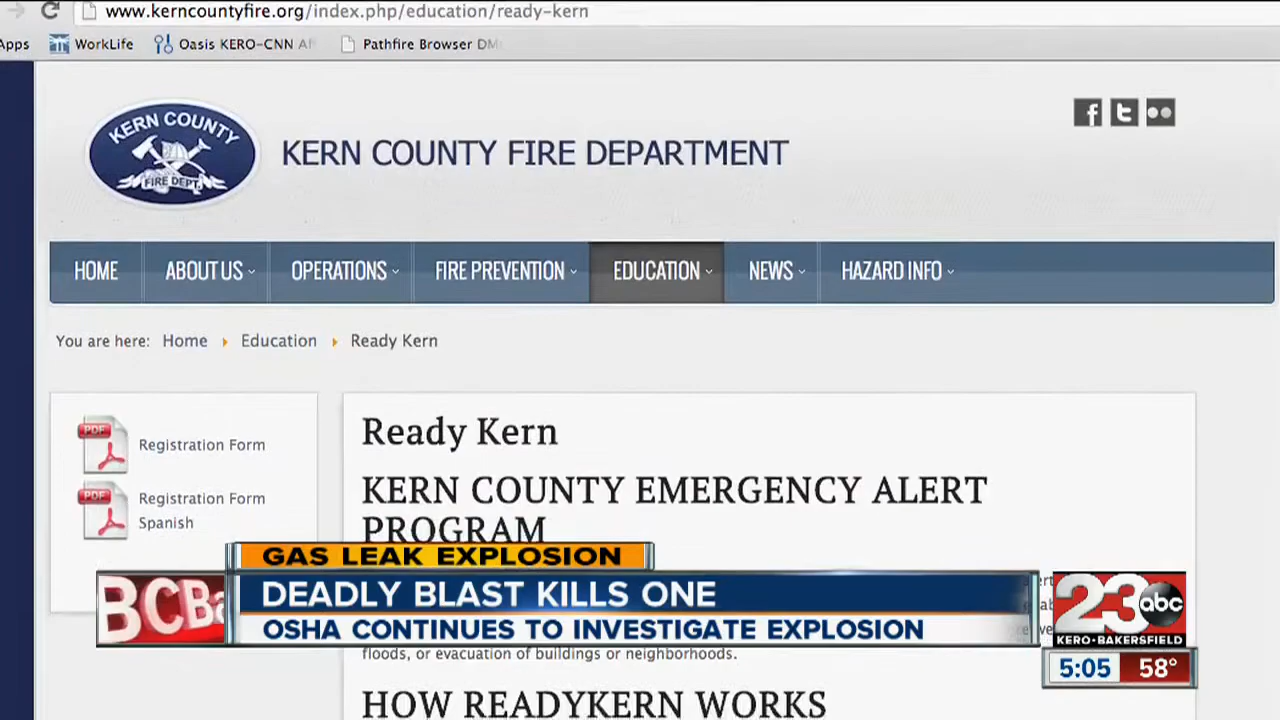 www.kerncountyfire.org/index.php/education/ready-kern
Apps WorkLife Oasis KERO-CNN Pathfire Browser
KERN COUNTY
FIRE DEPT.
KERN COUNTY FIRE DEPARTMENT
HOME ABOUT US OPERATIONS FIRE PREVENTION EDUCATION NEWS HAZARD INFO
You are here: Home Education Ready Kern
PDF Registration Form
PDF Registration Form
Spanish
Ready Kern
KERN COUNTY EMERGENCY ALERT
PROGRAM
GAS LEAK EXPLOSION
DEADLY BLAST KILLS ONE
OSHA CONTINUES TO INVESTIGATE EXPLOSION
23 abc
KERO-BAKERSFIELD
floods, or evacuation of buildings or neighborhoods.
5:05 58°
HOW READYKERN WORKS